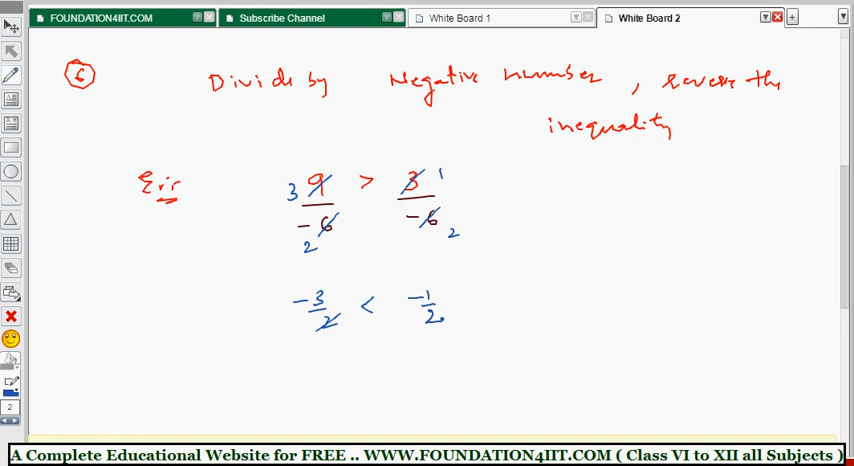 FOUNDATION4IIT.COM Subscribe Channel White Board 1 White Board 2
6 Divide by Negative number, reverse the
inequality
3 9 > 3 1
-6 -6
2 2
-3/2 < -1/2
2
A Complete Educational Website for FREE .. WWW.FOUNDATION4IIT.COM ( Class VI to XII all Subjects )